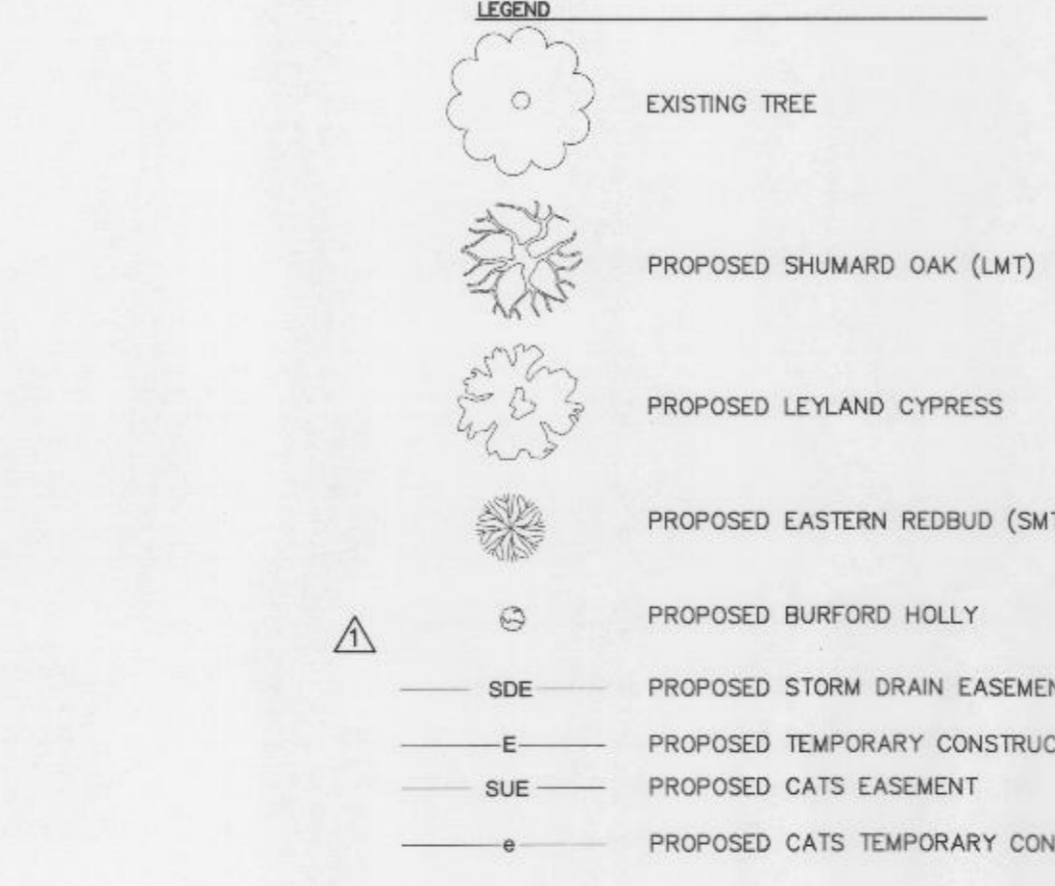 LEGEND
EXISTING TREE
PROPOSED SHUMARD OAK (LMT)
PROPOSED LEYLAND CYPRESS
PROPOSED EASTERN REDBUD (SMT
PROPOSED BURFORD HOLLY
1
SDE PROPOSED STORM DRAIN EASEMEN
E PROPOSED TEMPORARY CONSTRUC
SUE PROPOSED CATS EASEMENT
e PROPOSED CATS TEMPORARY CON